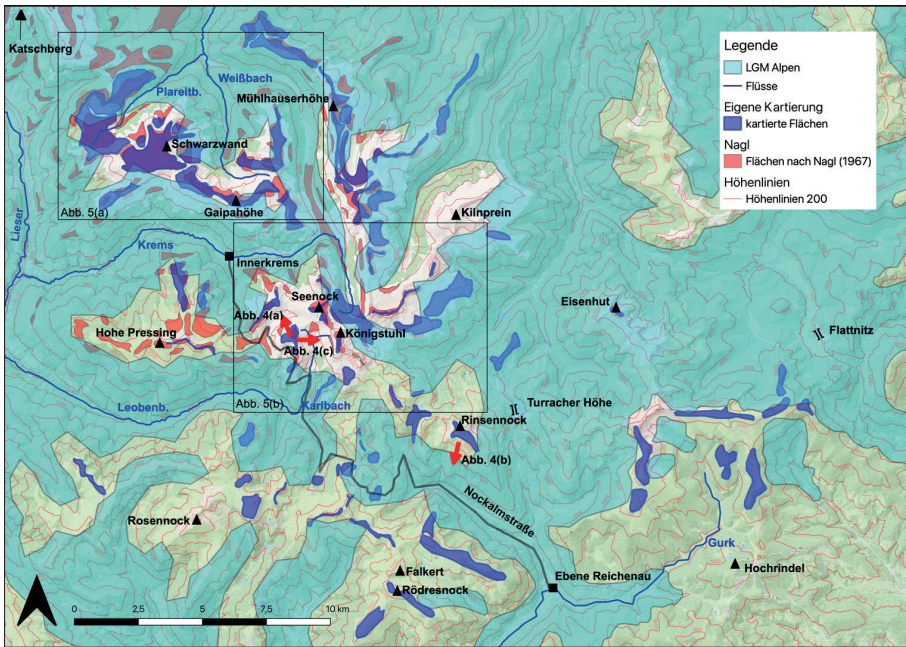 Katschberg
Plareitb.
Weißbach
Mühlhauserhöhe
Schwarzwand
Gaipahöhe
Abb. 5(a)
Kilnprein
Lieser
Krems
Innerkrems
Seenock
Abb. 4(a)
Königstuhl
Hohe Pressing
Abb. 4(c)
Eisenhut
Flattnitz
Leobenb.
Abb. 5(b)
Karlbach
Turracher Höhe
Rinsennock
Abb. 4(b)
Nockalmstraße
Rosennock
Gurk
Falkert
Rödresnock
Ebene Reichenau
Hochrindel
0
2,5
5
7,5
10 km
Legende
LGM Alpen
Flüsse
Eigene Kartierung
kartierte Flächen
Nagl
Flächen nach Nagl (1967)
Höhenlinien
Höhenlinien 200